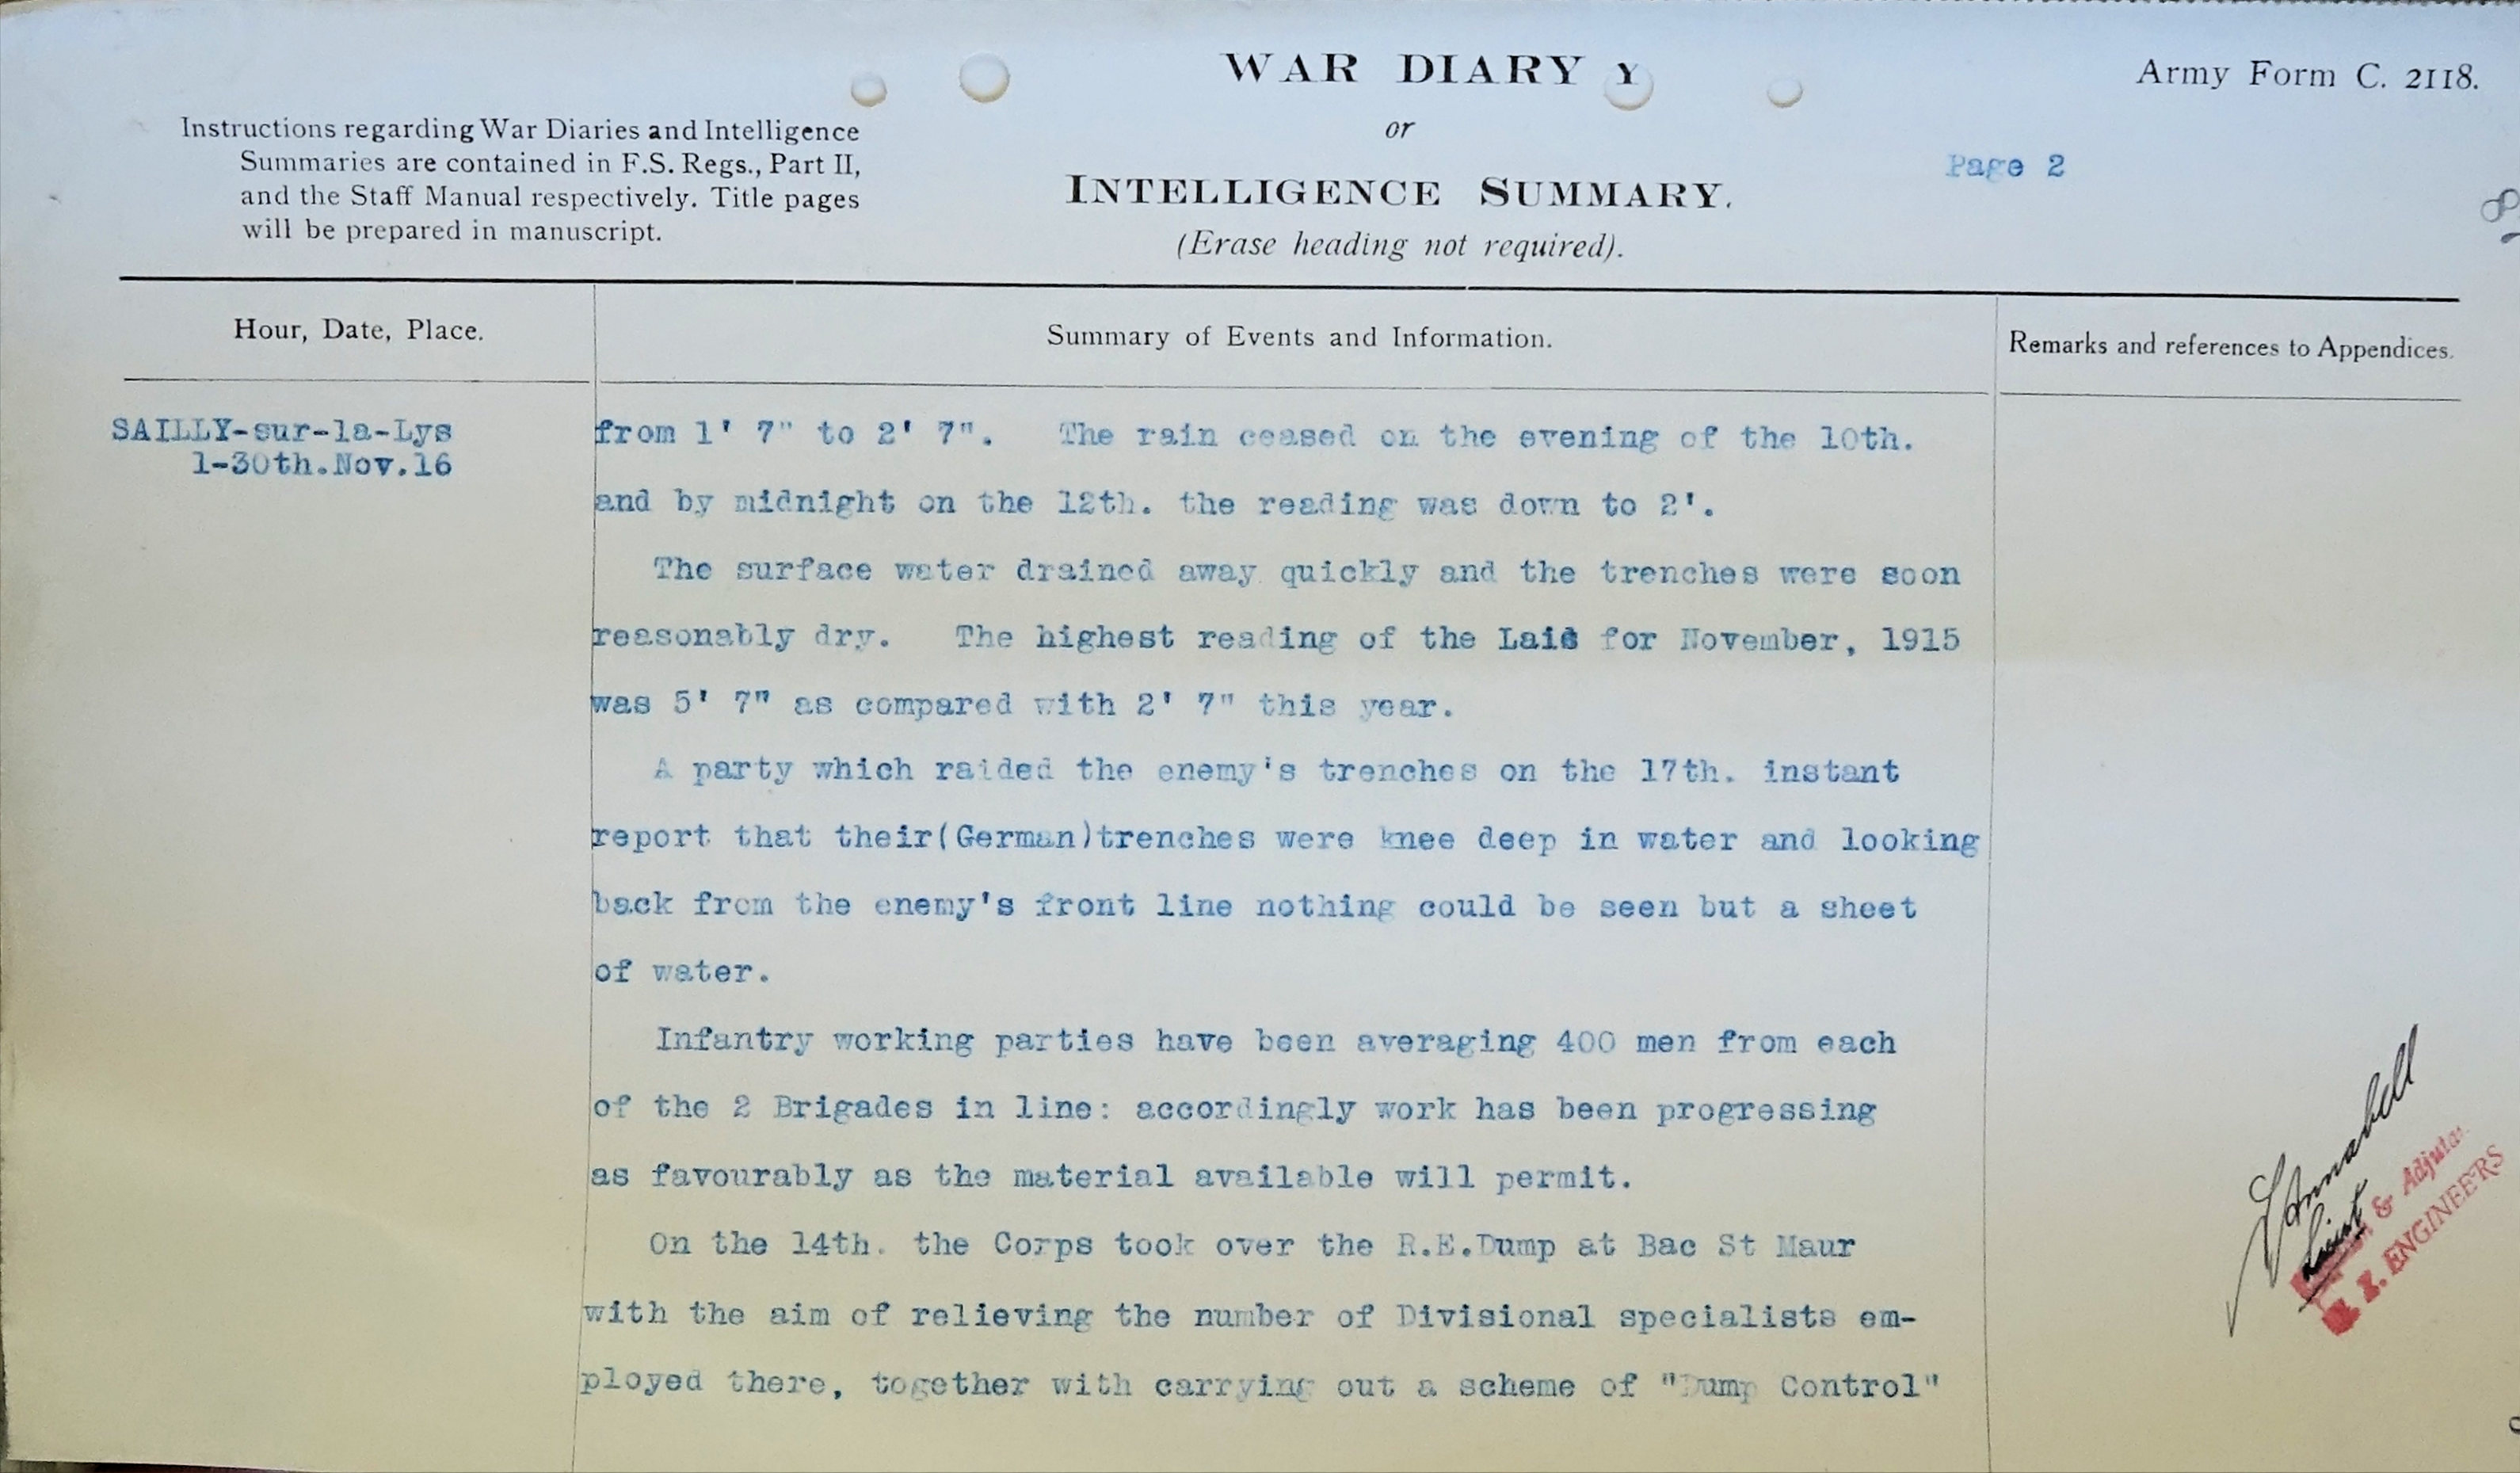 WAR DIARY Y
Army Form C. 2118.
Instructions regarding War Diaries and Intelligence
Summaries are contained in F.S. Regs., Part II,
and the Staff Manual respectively. Title pages
will be prepared in manuscript.
or
INTELLIGENCE SUMMARY.
(Erase heading not required).
Page 2
Hour, Date, Place.
Summary of Events and Information.
Remarks and references to Appendices.
SAILLY-sur-la-Lys
1-30th.Nov.16
from 1' 7" to 2' 7". The rain ceased on the evening of the 10th.
and by midnight on the 12th. the reading was down to 2'.
The surface water drained away quickly and the trenches were soon
reasonably dry. The highest reading of the Lais for November, 1915
was 5' 7" as compared with 2' 7" this year.
A party which raided the enemy's trenches on the 17th. instant
report that their(German)trenches were knee deep in water and looking
back from the enemy's front line nothing could be seen but a sheet
of water.
Infantry working parties have been averaging 400 men from each
of the 2 Brigades in line: accordingly work has been progressing
as favourably as the material available will permit.
On the 14th. the Corps took over the R.E.Dump at Bac St Maur
with the aim of relieving the number of Divisional specialists em-
ployed there, together with carrying out a scheme of "Dump Control"
Annabell
Lieut
& Adjuta
Z. ENGINEERS